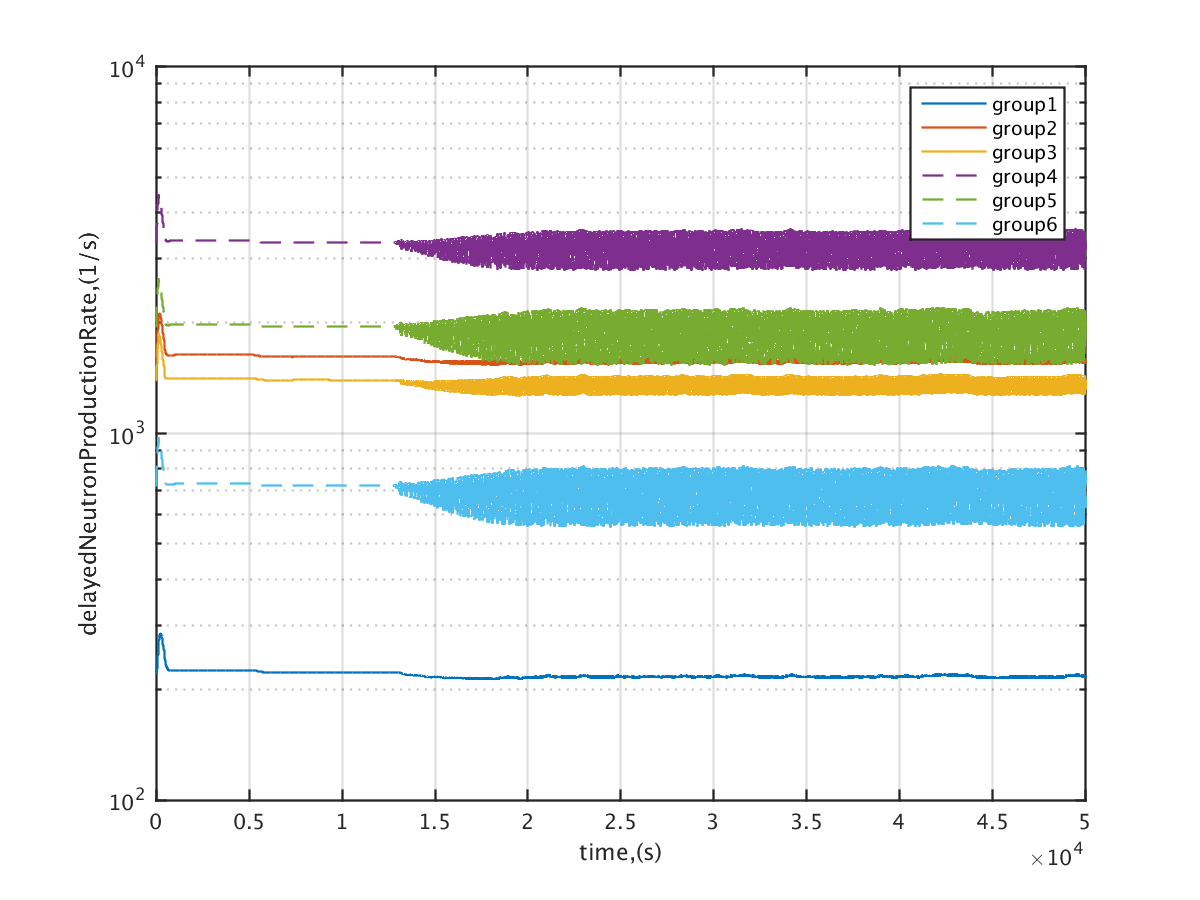 10^4
10^3
10^2
delayedNeutronProductionRate,(1/s)
group1
group2
group3
group4
group5
group6
0 0.5 1 1.5 2 2.5 3 3.5 4 4.5 5
time,(s)
×10^4